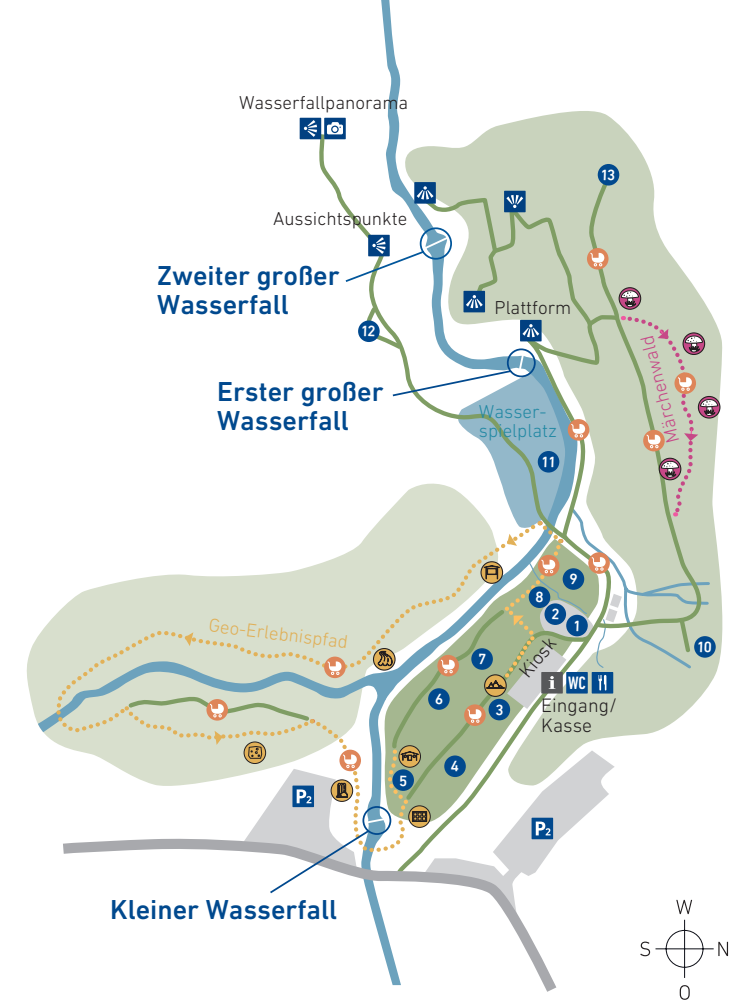 Wasserfallpanorama
13
Aussichtspunkte
Zweiter großer
Wasserfall
Plattform
12
Märchenwald
Erster großer
Wasserfall
Wasser-
spielplatz
11
9
8
2
1
Geo-Erlebnispfad
7
10
Kiosk
i
WC
6
3
Eingang/
Kasse
4
5
P2
P2
Kleiner Wasserfall
W
S
N
O